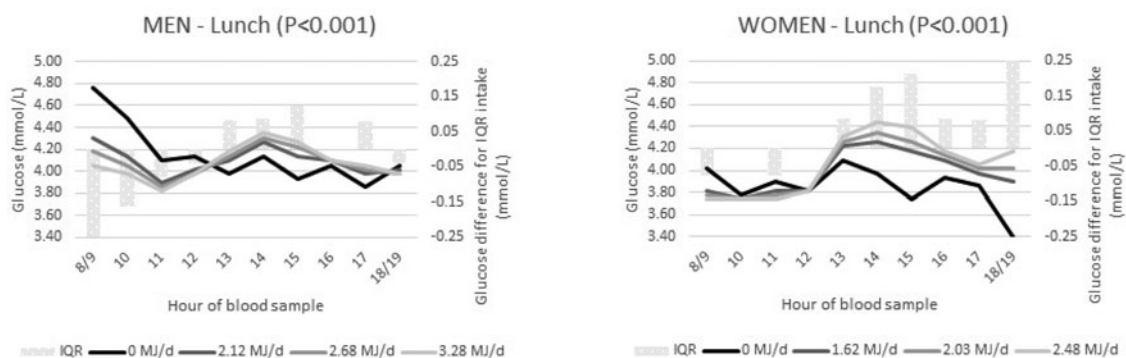 MEN - Lunch (P<0.001)
Glucose (mmol/L)
5.00
4.80
4.60
4.40
4.20
4.00
3.80
3.60
3.40
0.25
0.15
0.05
-0.05
-0.15
-0.25
Glucose difference for IQR intake
(mmol/L)
8/9 10 11 12 13 14 15 16 17 18/19
Hour of blood sample
IQR 0 MJ/d 2.12 MJ/d 2.68 MJ/d 3.28 MJ/d
WOMEN - Lunch (P<0.001)
Glucose (mmol/L)
5.00
4.80
4.60
4.40
4.20
4.00
3.80
3.60
3.40
0.25
0.15
0.05
-0.05
-0.15
-0.25
Glucose difference for IQR intake
(mmol/L)
8/9 10 11 12 13 14 15 16 17 18/19
Hour of blood sample
IQR 0 MJ/d 1.62 MJ/d 2.03 MJ/d 2.48 MJ/d